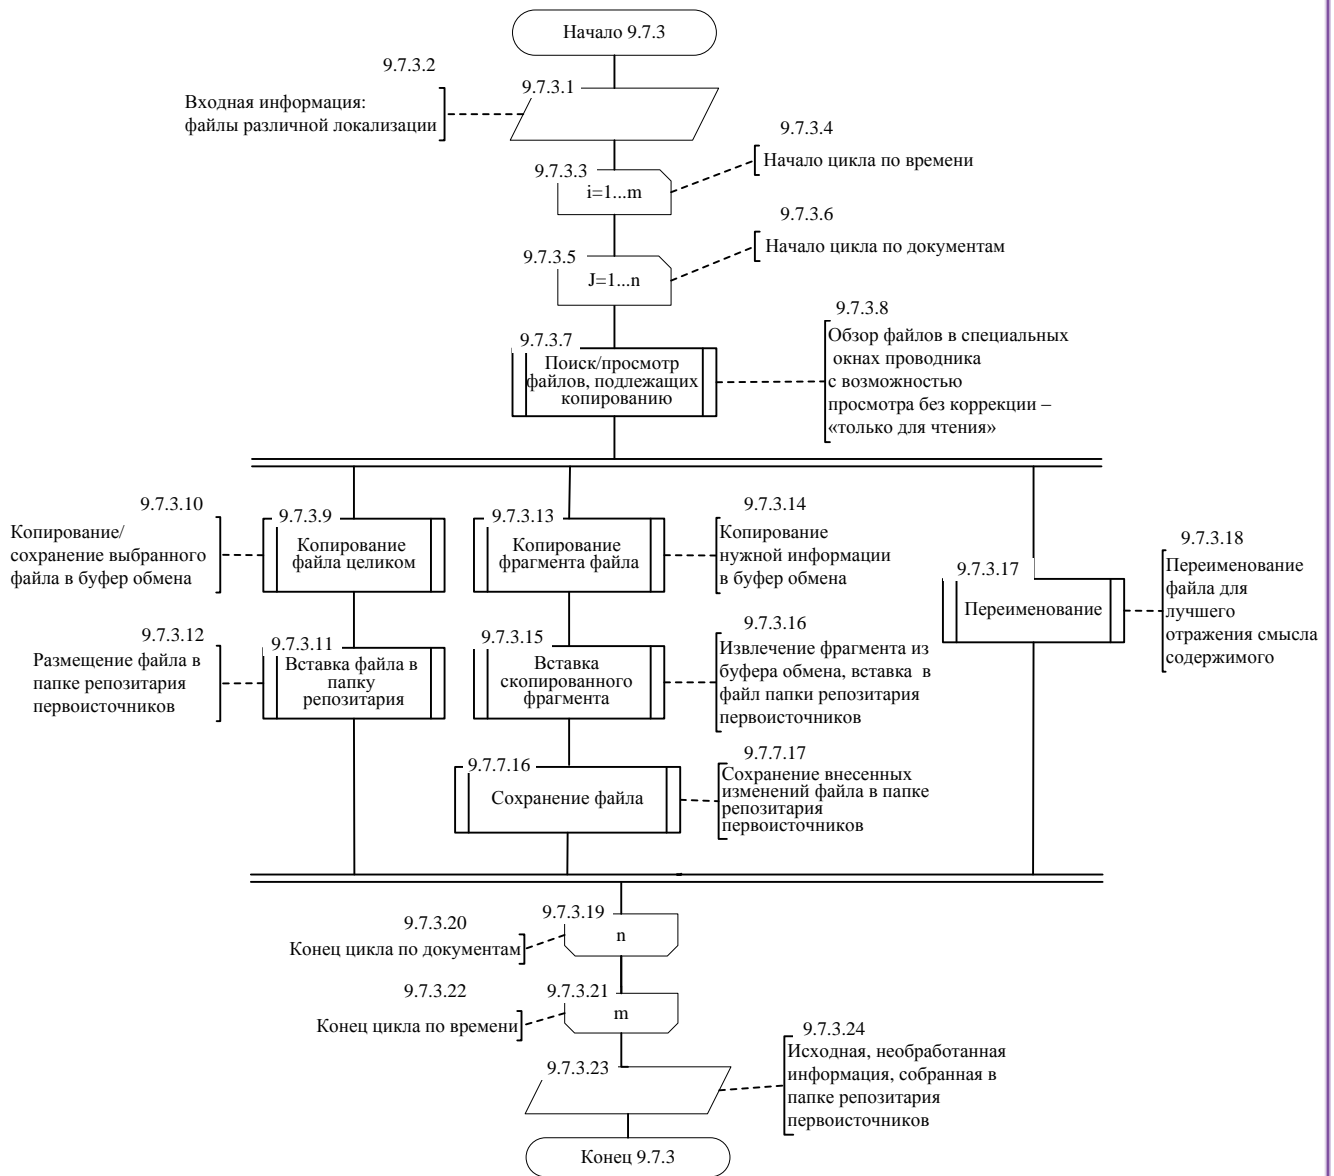 Начало 9.7.3
9.7.3.2
9.7.3.1
Входная информация:
файлы различной локализации
9.7.3.4
Начало цикла по времени
9.7.3.3
i=1...m
9.7.3.6
Начало цикла по документам
9.7.3.5
J=1...n
9.7.3.8
Обзор файлов в специальных
окнах проводника
с возможностью
просмотра без коррекции –
«только для чтения»
9.7.3.7
Поиск/просмотр
файлов, подлежащих
копированию
9.7.3.10
Копирование/
сохранение выбранного
файла в буфер обмена
9.7.3.9
Копирование
файла целиком
9.7.3.13
Копирование
фрагмента файла
9.7.3.14
Копирование
нужной информации
в буфер обмена
9.7.3.17
Переименование
9.7.3.18
Переименование
файла для
лучшего
отражения смысла
содержимого
9.7.3.12
Размещение файла в
папке репозитария
первоисточников
9.7.3.11
Вставка файла в
папку
репозитария
9.7.3.15
Вставка
скопированного
фрагмента
9.7.3.16
Извлечение фрагмента из
буфера обмена, вставка в
файл папки репозитария
первоисточников
9.7.7.16
Сохранение файла
9.7.7.17
Сохранение внесенных
изменений файла в папке
репозитария
первоисточников
9.7.3.20
Конец цикла по документам
9.7.3.19
n
9.7.3.22
Конец цикла по времени
9.7.3.21
m
9.7.3.23
9.7.3.24
Исходная, необработанная
информация, собранная в
папке репозитария
первоисточников
Конец 9.7.3